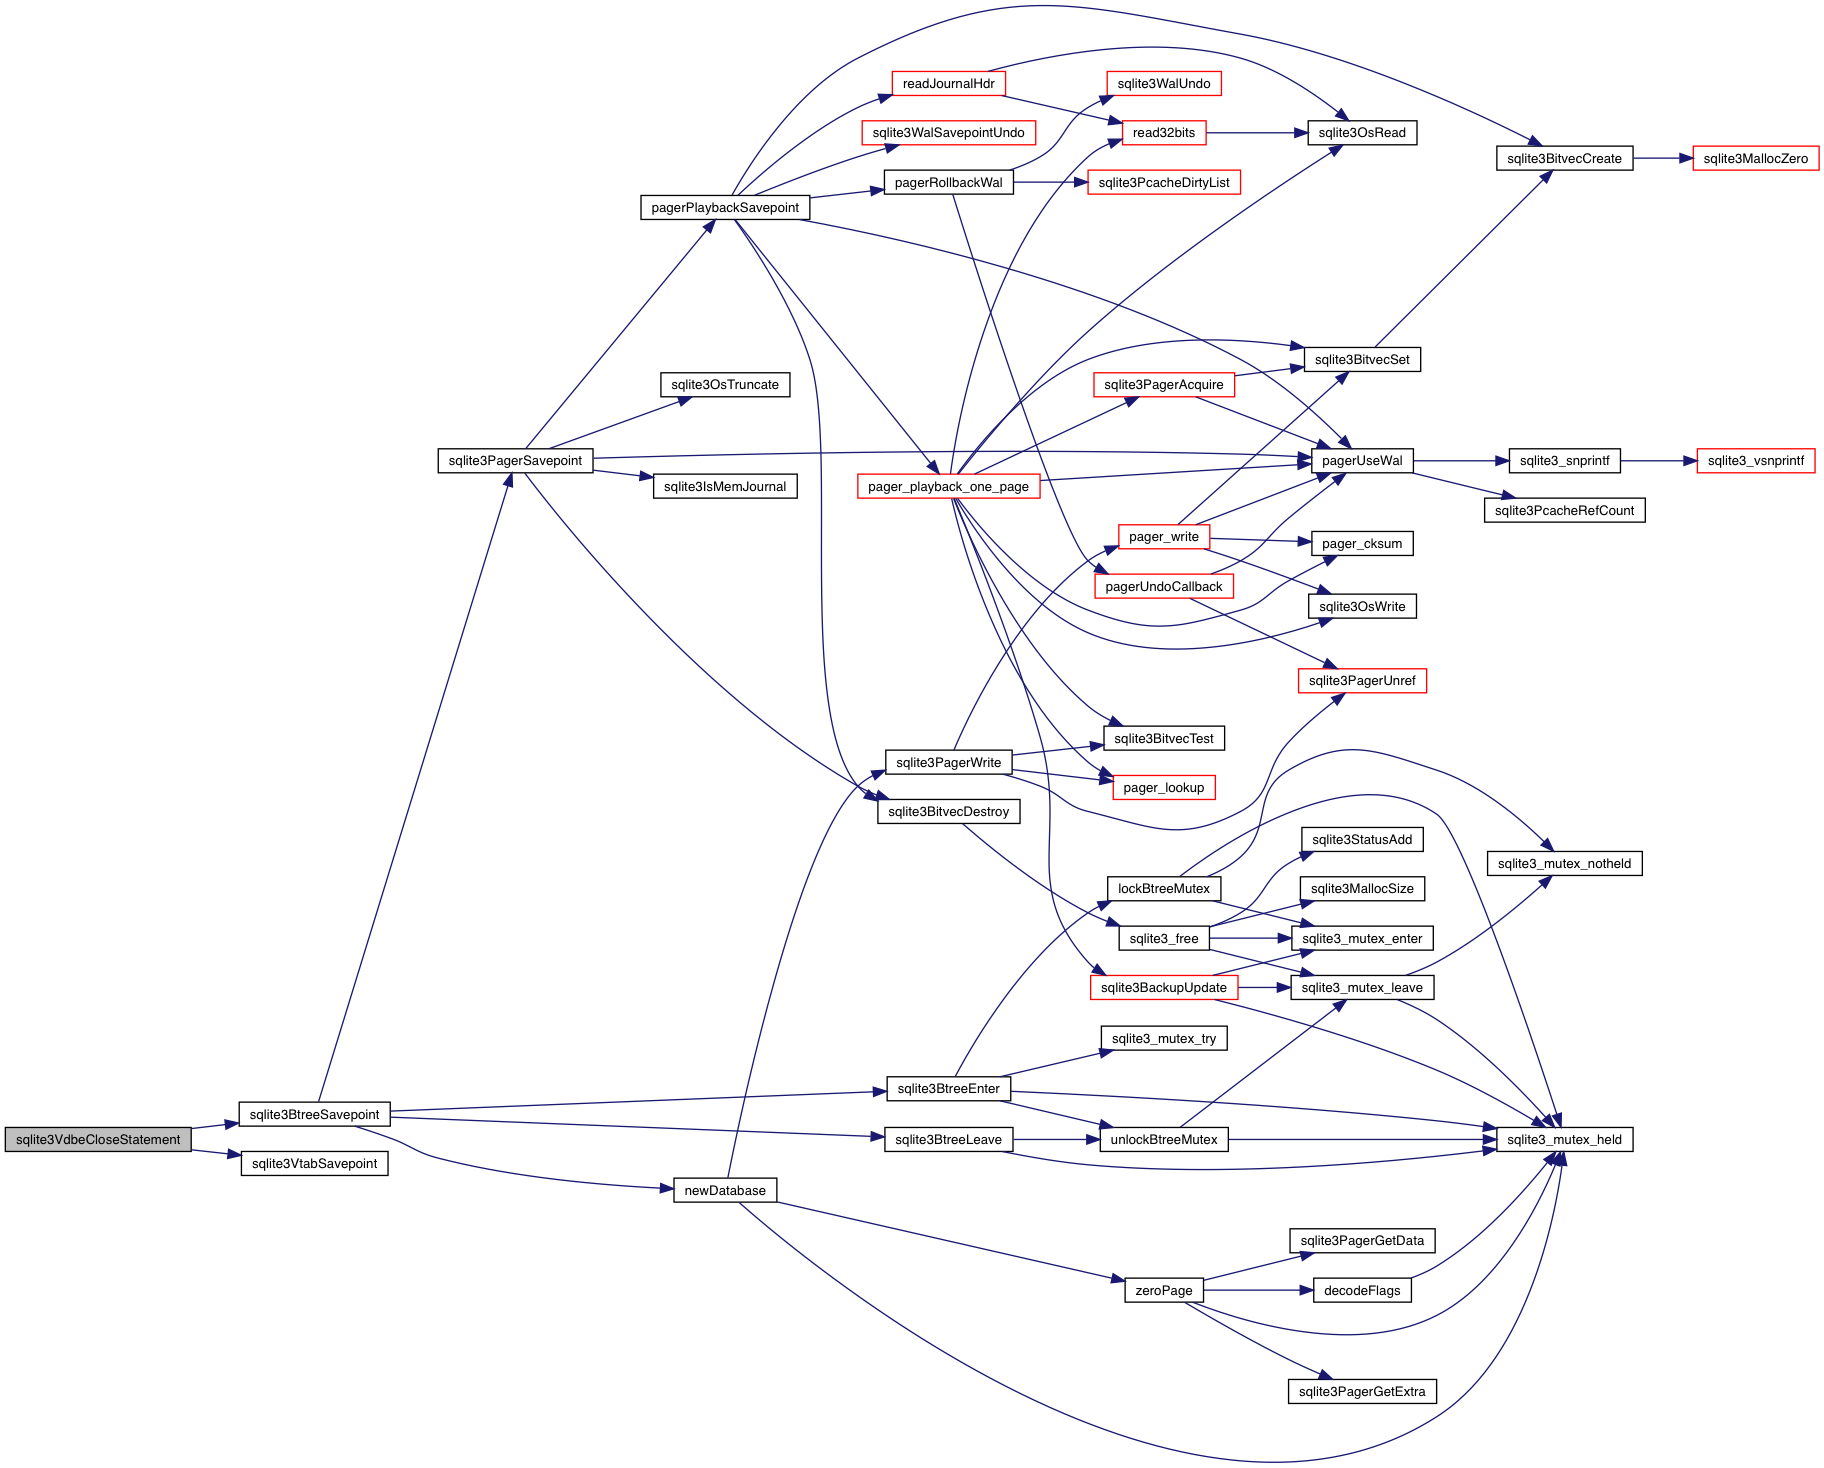 readJournalHdr
sqlite3WalUndo
sqlite3WalSavepointUndo
read32bits
sqlite3OsRead
sqlite3BitvecCreate
sqlite3MallocZero
pagerRollbackWal
sqlite3PcacheDirtyList
pagerPlaybackSavepoint
sqlite3BitvecSet
sqlite3OsTruncate
sqlite3PagerAcquire
sqlite3PagerSavepoint
pagerUseWal
sqlite3_snprintf
sqlite3_vsnprintf
sqlite3IsMemJournal
pager_playback_one_page
sqlite3PcacheRefCount
pager_write
pager_cksum
pagerUndoCallback
sqlite3OsWrite
sqlite3PagerUnref
sqlite3BitvecTest
sqlite3PagerWrite
pager_lookup
sqlite3BitvecDestroy
sqlite3StatusAdd
sqlite3_mutex_notheld
lockBtreeMutex
sqlite3MallocSize
sqlite3_free
sqlite3_mutex_enter
sqlite3BackupUpdate
sqlite3_mutex_leave
sqlite3_mutex_try
sqlite3BtreeEnter
sqlite3BtreeSavepoint
sqlite3VdbeCloseStatement
sqlite3BtreeLeave
unlockBtreeMutex
sqlite3_mutex_held
sqlite3VtabSavepoint
newDatabase
sqlite3PagerGetData
zeroPage
decodeFlags
sqlite3PagerGetExtra